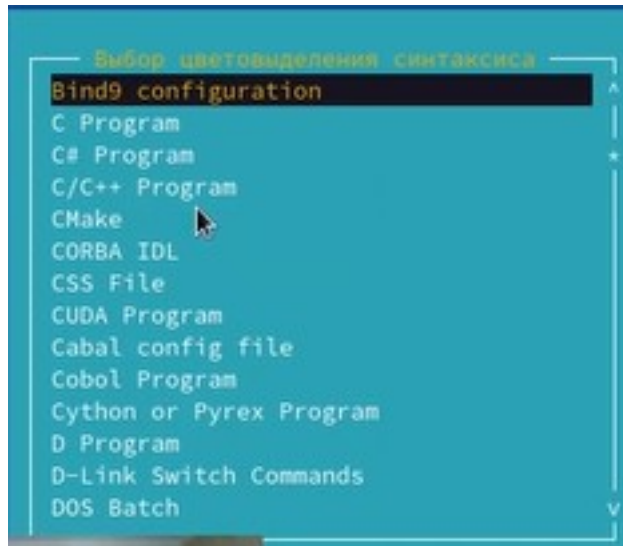 Выбор цветовыделения синтаксиса
Bind9 configuration
C Program
C# Program
C/C++ Program
CMake
CORBA IDL
CSS File
CUDA Program
Cabal config file
Cobol Program
Cython or Pyrex Program
D Program
D-Link Switch Commands
DOS Batch